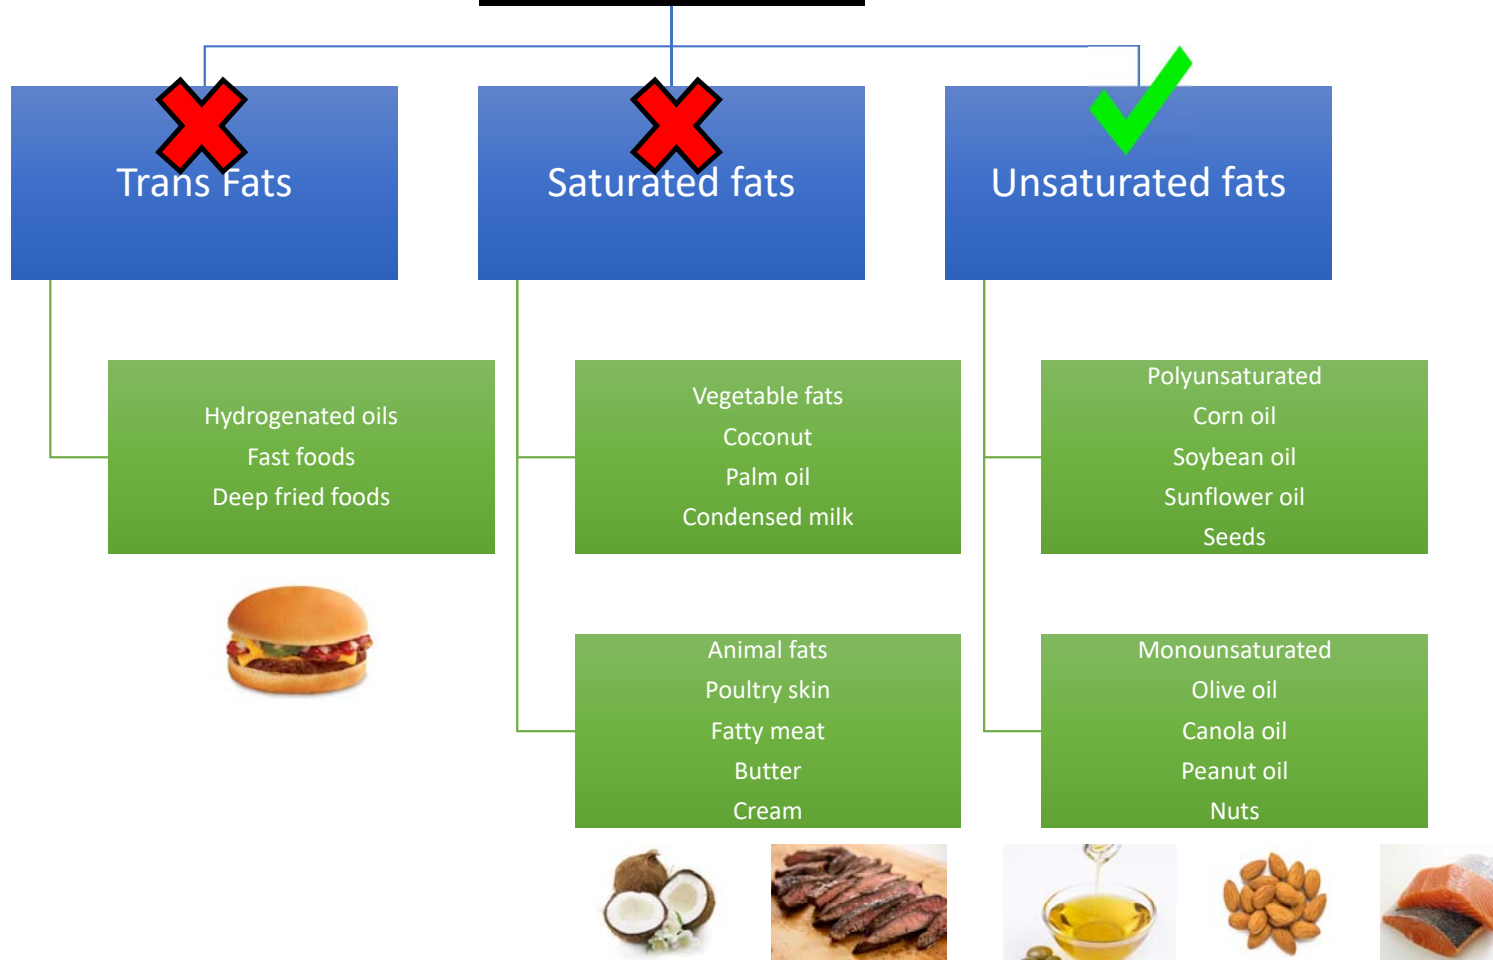 Trans Fats
Saturated fats
Unsaturated fats
Hydrogenated oils
Fast foods
Deep fried foods
Vegetable fats
Coconut
Palm oil
Condensed milk
Polyunsaturated
Corn oil
Soybean oil
Sunflower oil
Seeds
Animal fats
Poultry skin
Fatty meat
Butter
Cream
Monounsaturated
Olive oil
Canola oil
Peanut oil
Nuts